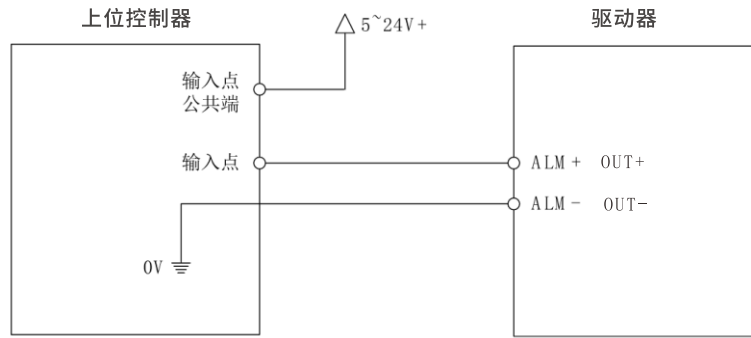 上位控制器
5~24V+
驱动器
输入点
公共端
输入点
ALM+ OUT+
ALM- OUT-
0V